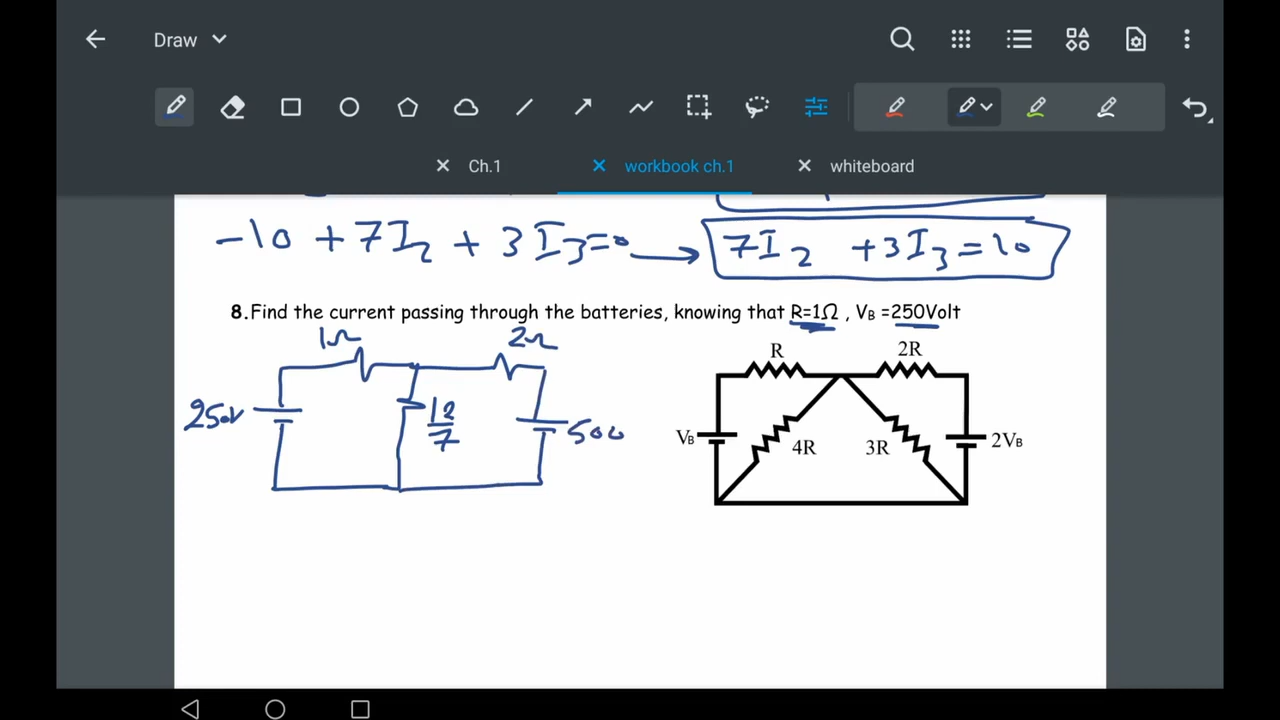 Draw
Ch.1
workbook ch.1
whiteboard
-10 + 7I2 + 3I3=0 → 7I2 +3I3=10
8.Find the current passing through the batteries, knowing that R=1Ω , VB =250Volt
1Ω
2Ω
250V
12/7
500
R
2R
VB
4R
3R
2VB